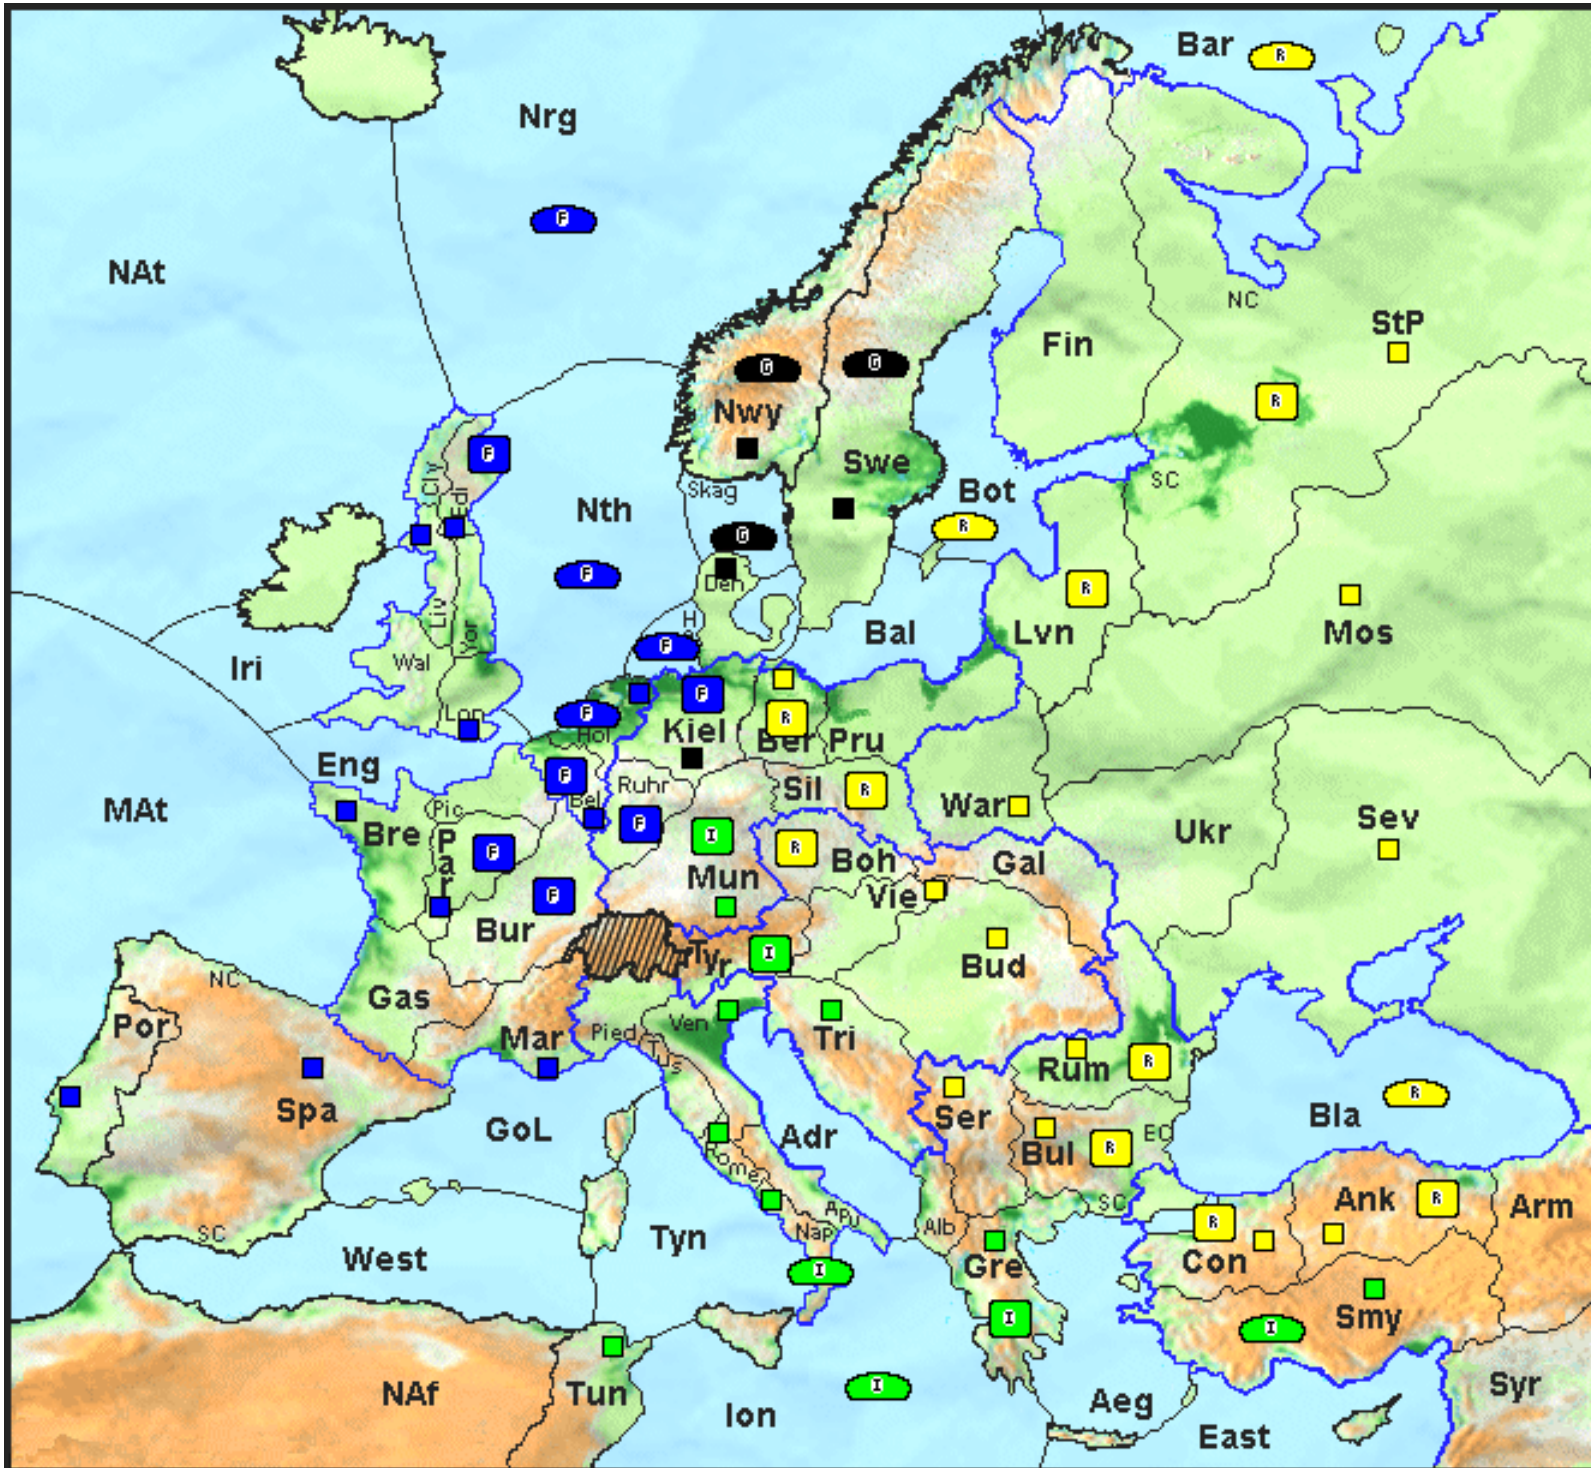 Bar
R
Nrg
F
NAt
NC
StP
Fin
R
G
G
Nwy
Swe
F
Cly
Edi
Skag
SC
Bot
Nth
R
G
F
Den
R
Liv
Yor
H
Bal
Lvn
Mos
Wal
Iri
F
F
F
R
Lon
Hol
Kiel
Ber
Pru
Eng
F
Ruhr
Sil
R
War
MAt
Pic
Bel
Bre
Par
F
F
I
R
Boh
Gal
Ukr
Sev
Mun
Vie
F
Bur
Tyr
I
Bud
NC
Gas
Por
Mar
Pied
Ven
Tri
Tus
Rum
R
Spa
GoL
Adr
Ser
Bla
R
Bul
R
EC
Rome
Ank
R
Arm
SC
Apu
SC
West
Tyn
Nap
Alb
R
Con
Gre
I
I
I
Smy
NAf
Tun
Ion
I
Aeg
East
Syr